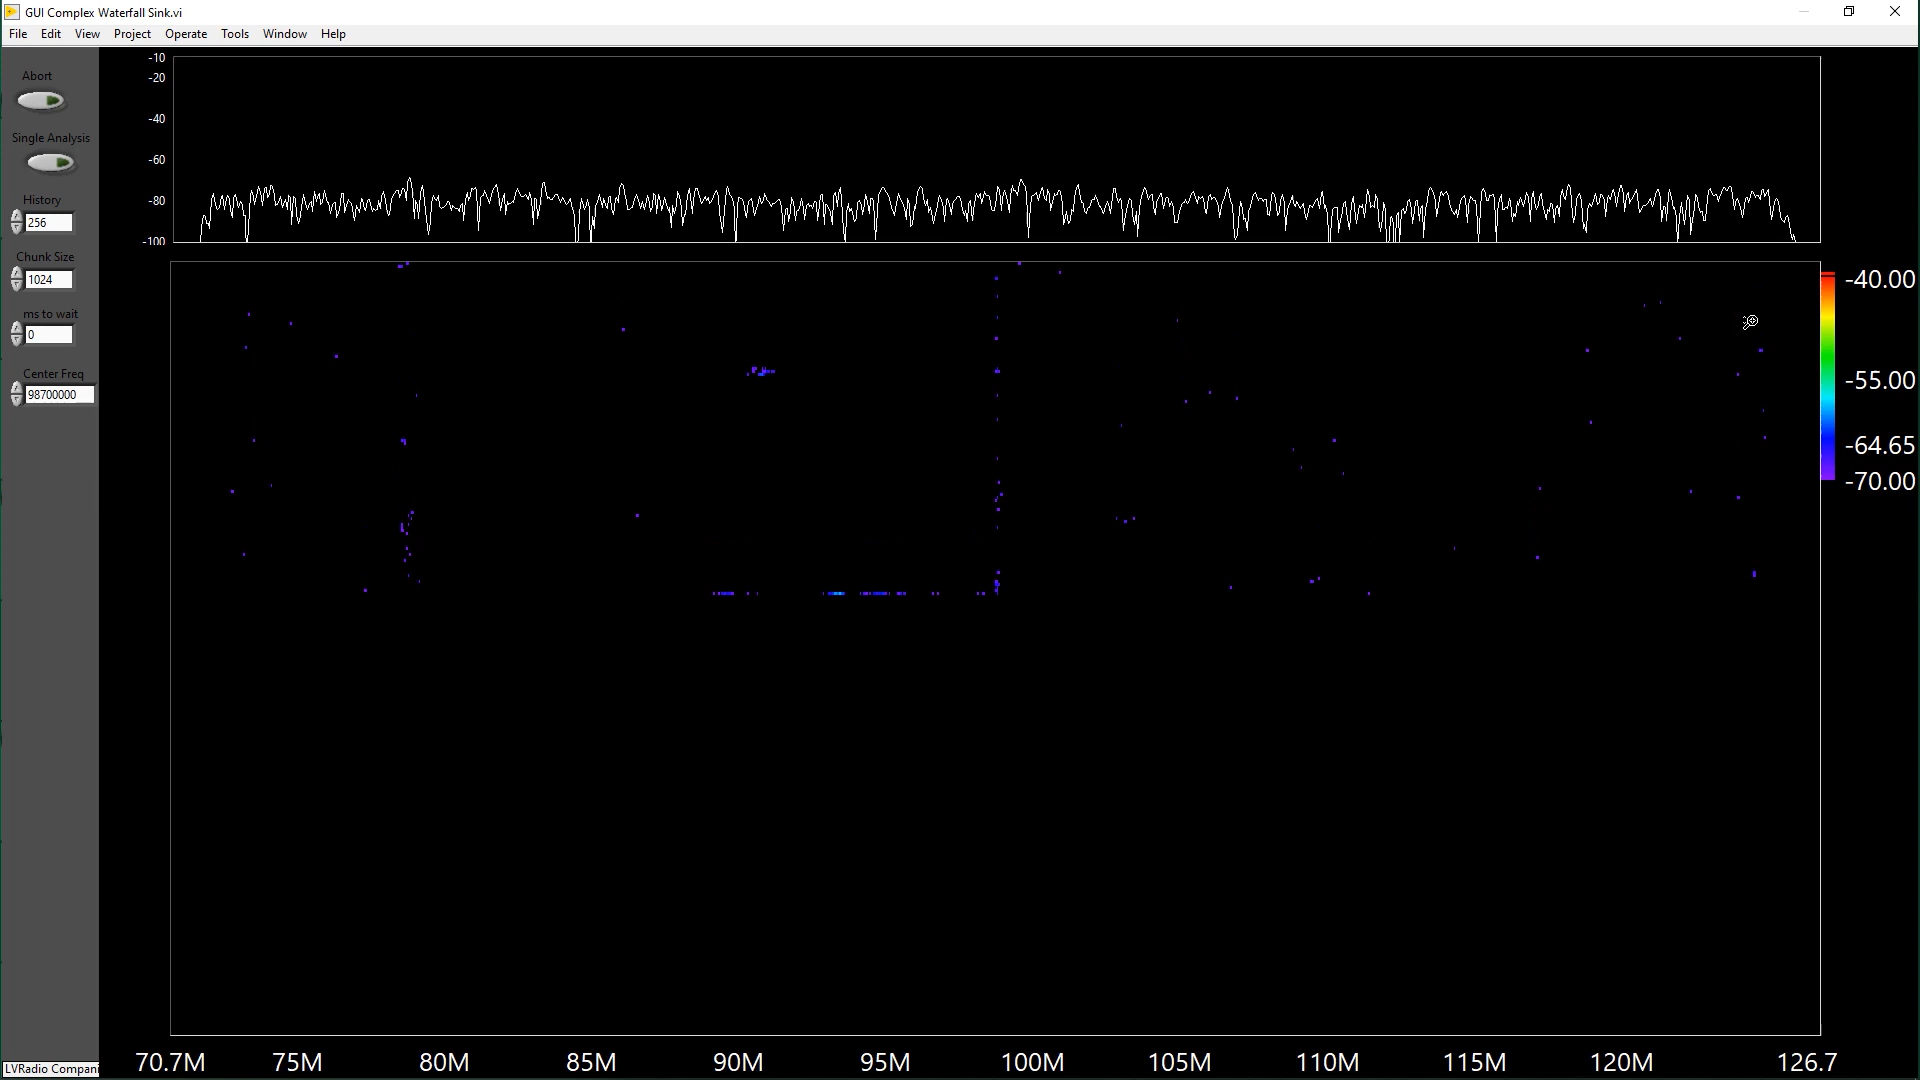 GUI Complex Waterfall Sink.vi
File Edit View Project Operate Tools Window Help
Abort
Single Analysis
History
256
Chunk Size
1024
ms to wait
0
Center Freq
98700000
-10
-20
-40
-60
-80
-100
-40.00
-55.00
-64.65
-70.00
70.7M 75M 80M 85M 90M 95M 100M 105M 110M 115M 120M 126.7
LVRadio Compani